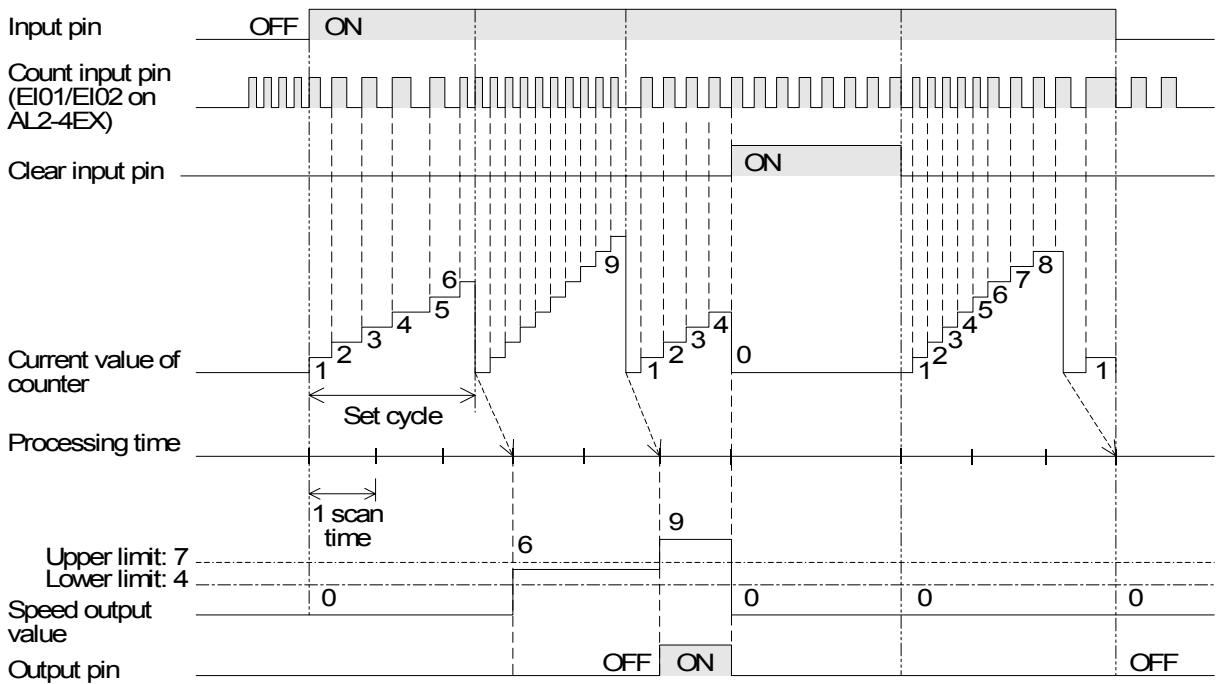 Input pin
OFF ON
Count input pin
(EI01/EI02 on
AL2-4EX)
Clear input pin
ON
1 2 3 4 5 6
9
1 2 3 4
0
1 2 3 4 5 6 7 8
1
Current value of
counter
Set cycle
Processing time
1 scan
time
Upper limit: 7
Lower limit: 4
Speed output
value
0 6 9 0 0 0
Output pin
OFF ON OFF